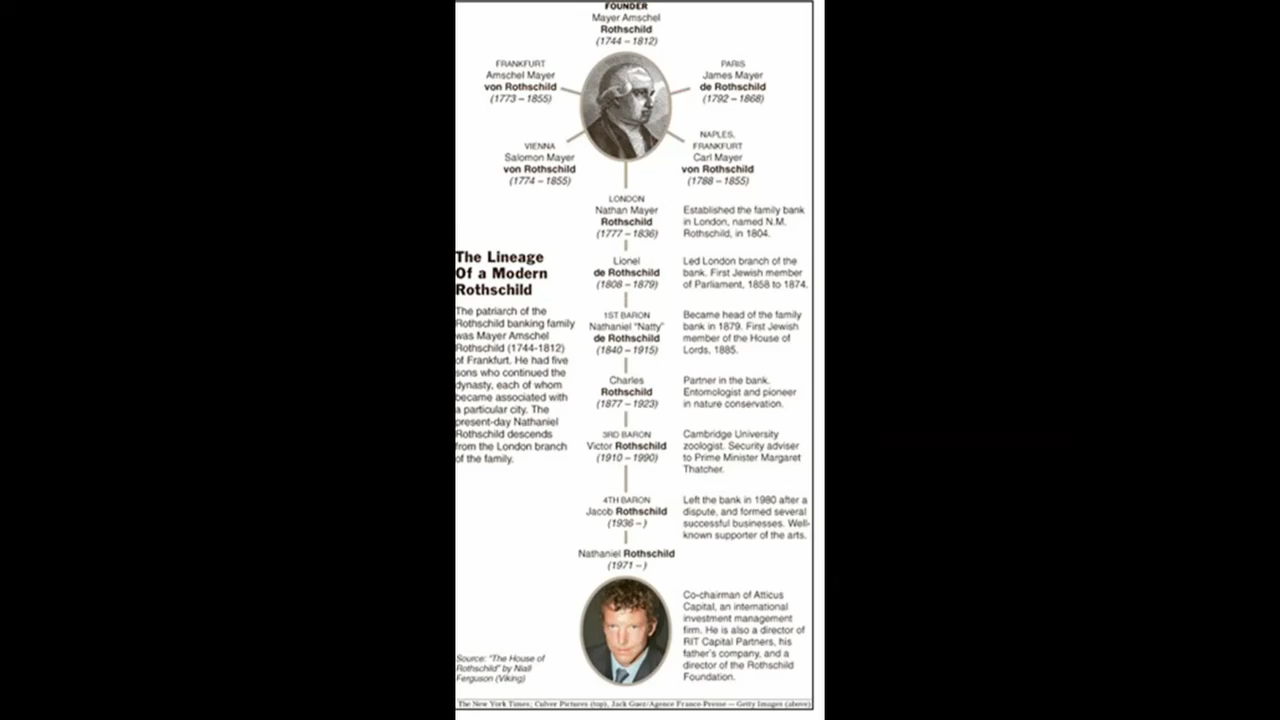 FOUNDER
Mayer Amschel
Rothschild
(1744 – 1812)
FRANKFURT
Amschel Mayer
von Rothschild
(1773 – 1855)
PARIS
James Mayer
de Rothschild
(1792 – 1868)
VIENNA
Salomon Mayer
von Rothschild
(1774 – 1855)
NAPLES,
FRANKFURT
Carl Mayer
von Rothschild
(1788 – 1855)
LONDON
Nathan Mayer
Rothschild
(1777 – 1836)
Established the family bank
in London, named N.M.
Rothschild, in 1804.
The Lineage
Of a Modern
Rothschild
The patriarch of the
Rothschild banking family
was Mayer Amschel
Rothschild (1744-1812)
of Frankfurt. He had five
sons who continued the
dynasty, each of whom
became associated with
a particular city. The
present-day Nathaniel
Rothschild descends
from the London branch
of the family.
Lionel
de Rothschild
(1808 – 1879)
Led London branch of the
bank. First Jewish member
of Parliament, 1858 to 1874.
1ST BARON
Nathaniel "Natty"
de Rothschild
(1840 – 1915)
Became head of the family
bank in 1879. First Jewish
member of the House of
Lords, 1885.
Charles
Rothschild
(1877 – 1923)
Partner in the bank.
Entomologist and pioneer
in nature conservation.
3RD BARON
Victor Rothschild
(1910 – 1990)
Cambridge University
zoologist. Security adviser
to Prime Minister Margaret
Thatcher.
4TH BARON
Jacob Rothschild
(1936 – )
Left the bank in 1980 after a
dispute, and formed several
successful businesses. Well-
known supporter of the arts.
Nathaniel Rothschild
(1971 – )
Co-chairman of Atticus
Capital, an international
investment management
firm. He is also a director of
RIT Capital Partners, his
father's company, and a
director of the Rothschild
Foundation.
Source: "The House of
Rothschild" by Niall
Ferguson (Viking)
The New York Times; Culver Pictures (top), Jack Guez/Agence France-Presse — Getty Images (above)